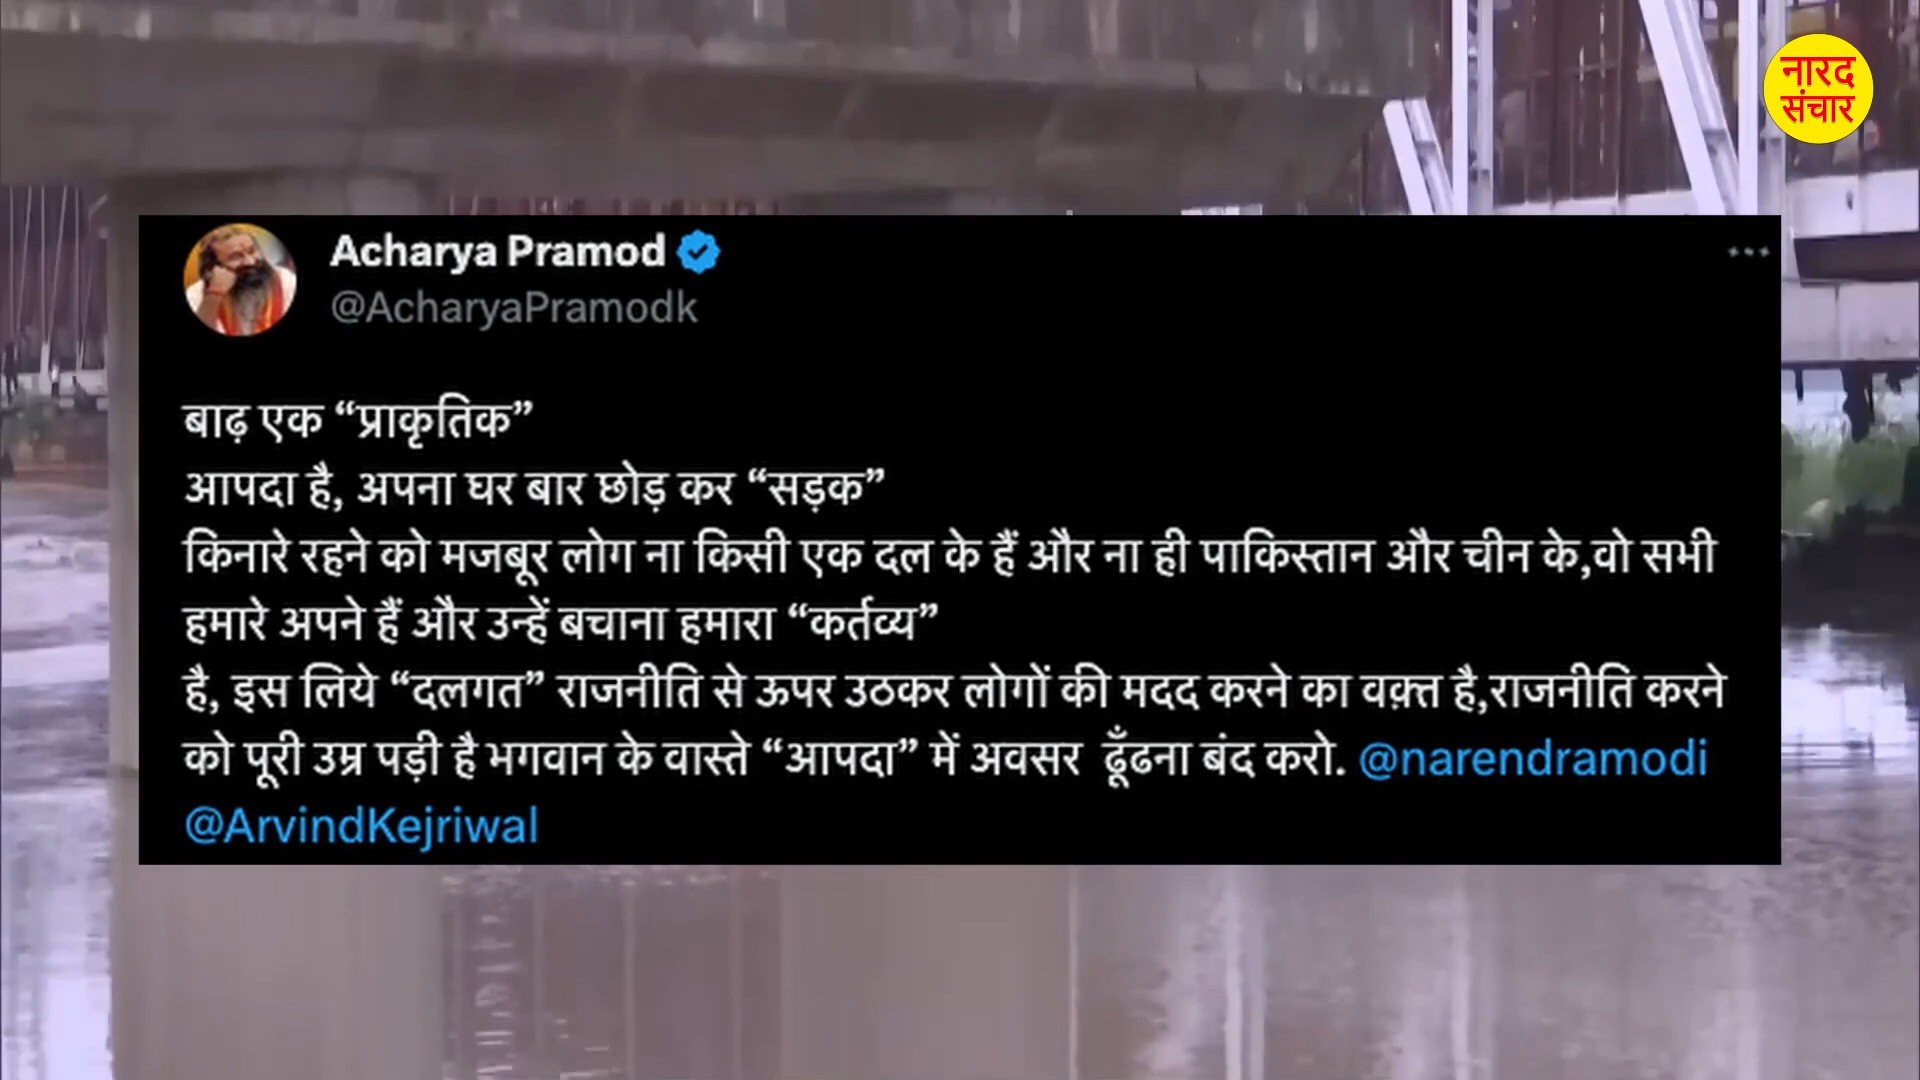 नारद
संचार
Acharya Pramod
@AcharyaPramodk
बाढ़ एक “प्राकृतिक”
आपदा है, अपना घर बार छोड़ कर “सड़क”
किनारे रहने को मजबूर लोग ना किसी एक दल के हैं और ना ही पाकिस्तान और चीन के,वो सभी
हमारे अपने हैं और उन्हें बचाना हमारा “कर्तव्य”
है, इस लिये “दलगत” राजनीति से ऊपर उठकर लोगों की मदद करने का वक़्त है,राजनीति करने
को पूरी उम्र पड़ी है भगवान के वास्ते “आपदा” में अवसर ढूँढना बंद करो. @narendramodi
@ArvindKejriwal